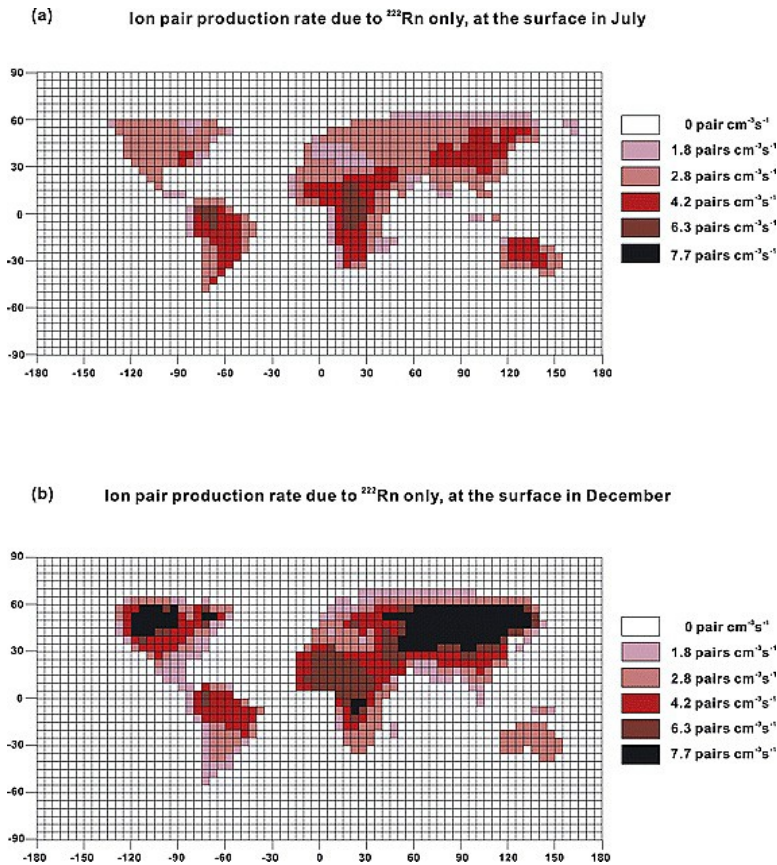 (a) Ion pair production rate due to ²²²Rn only, at the surface in July
90
60
30
0
-30
-60
-90
-180 -150 -120 -90 -60 -30 0 30 60 90 120 150 180
0 pair cm⁻³s⁻¹
1.8 pairs cm⁻³s⁻¹
2.8 pairs cm⁻³s⁻¹
4.2 pairs cm⁻³s⁻¹
6.3 pairs cm⁻³s⁻¹
7.7 pairs cm⁻³s⁻¹
(b) Ion pair production rate due to ²²²Rn only, at the surface in December
90
60
30
0
-30
-60
-90
-180 -150 -120 -90 -60 -30 0 30 60 90 120 150 180
0 pair cm⁻³s⁻¹
1.8 pairs cm⁻³s⁻¹
2.8 pairs cm⁻³s⁻¹
4.2 pairs cm⁻³s⁻¹
6.3 pairs cm⁻³s⁻¹
7.7 pairs cm⁻³s⁻¹